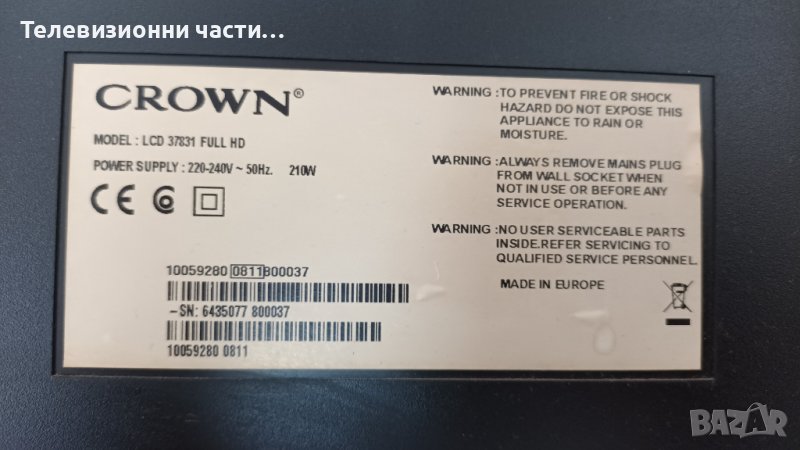 Телевизионни части...
CROWN®
MODEL : LCD 37831 FULL HD
POWER SUPPLY : 220-240V ~ 50Hz. 210W
CE
WARNING :TO PREVENT FIRE OR SHOCK
HAZARD DO NOT EXPOSE THIS
APPLIANCE TO RAIN OR
MOISTURE.
WARNING :ALWAYS REMOVE MAINS PLUG
FROM WALL SOCKET WHEN
NOT IN USE OR BEFORE ANY
SERVICE OPERATION.
WARNING :NO USER SERVICEABLE PARTS
INSIDE.REFER SERVICING TO
QUALIFIED SERVICE PERSONNEL.
MADE IN EUROPE
10059280 0811 800037
-SN: 6435077 800037
10059280 0811
BAZAR